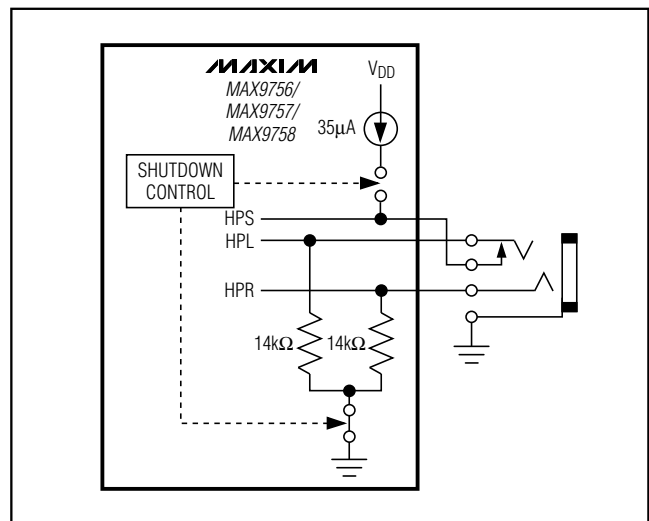 MAXIM
MAX9756/
MAX9757/
MAX9758
VDD
35μA
SHUTDOWN
CONTROL
HPS
HPL
HPR
14kΩ 14kΩ